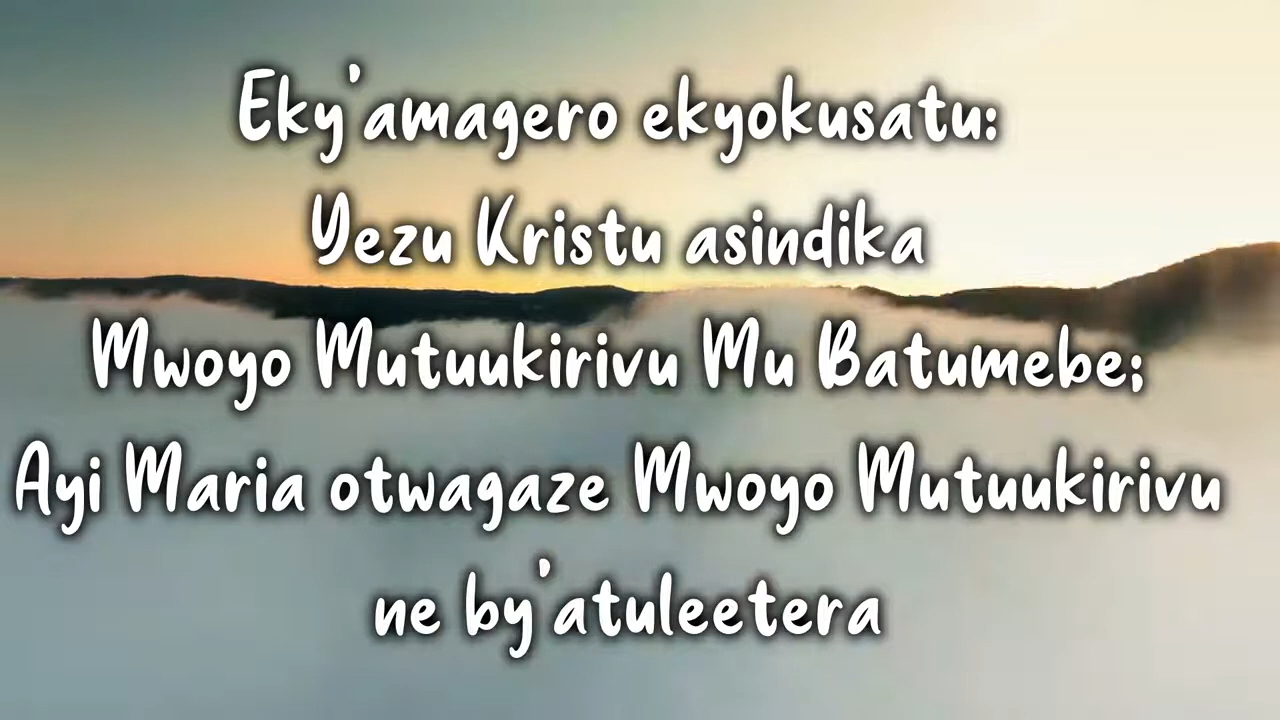 Eky'amagero ekyokusatu:
Yezu Kristu asindika
Mwoyo Mutuukirivu Mu Batumebe;
Ayi Maria otwagaze Mwoyo Mutuukirivu
ne by'atuleetera